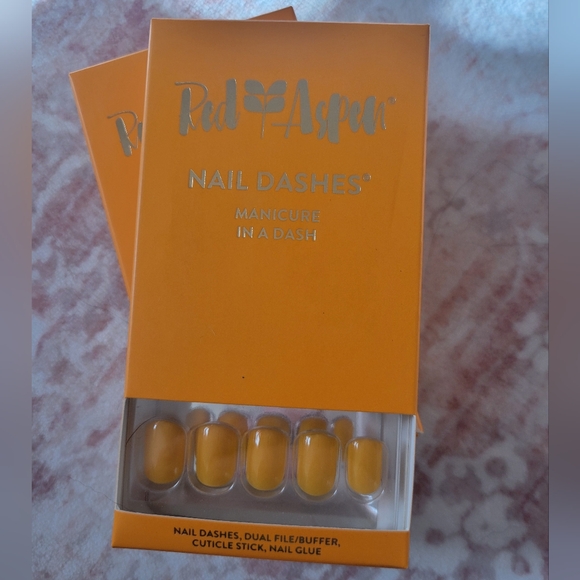 Red Aspen®
NAIL DASHES®
MANICURE
IN A DASH
NAIL DASHES, DUAL FILE/BUFFER,
CUTICLE STICK, NAIL GLUE